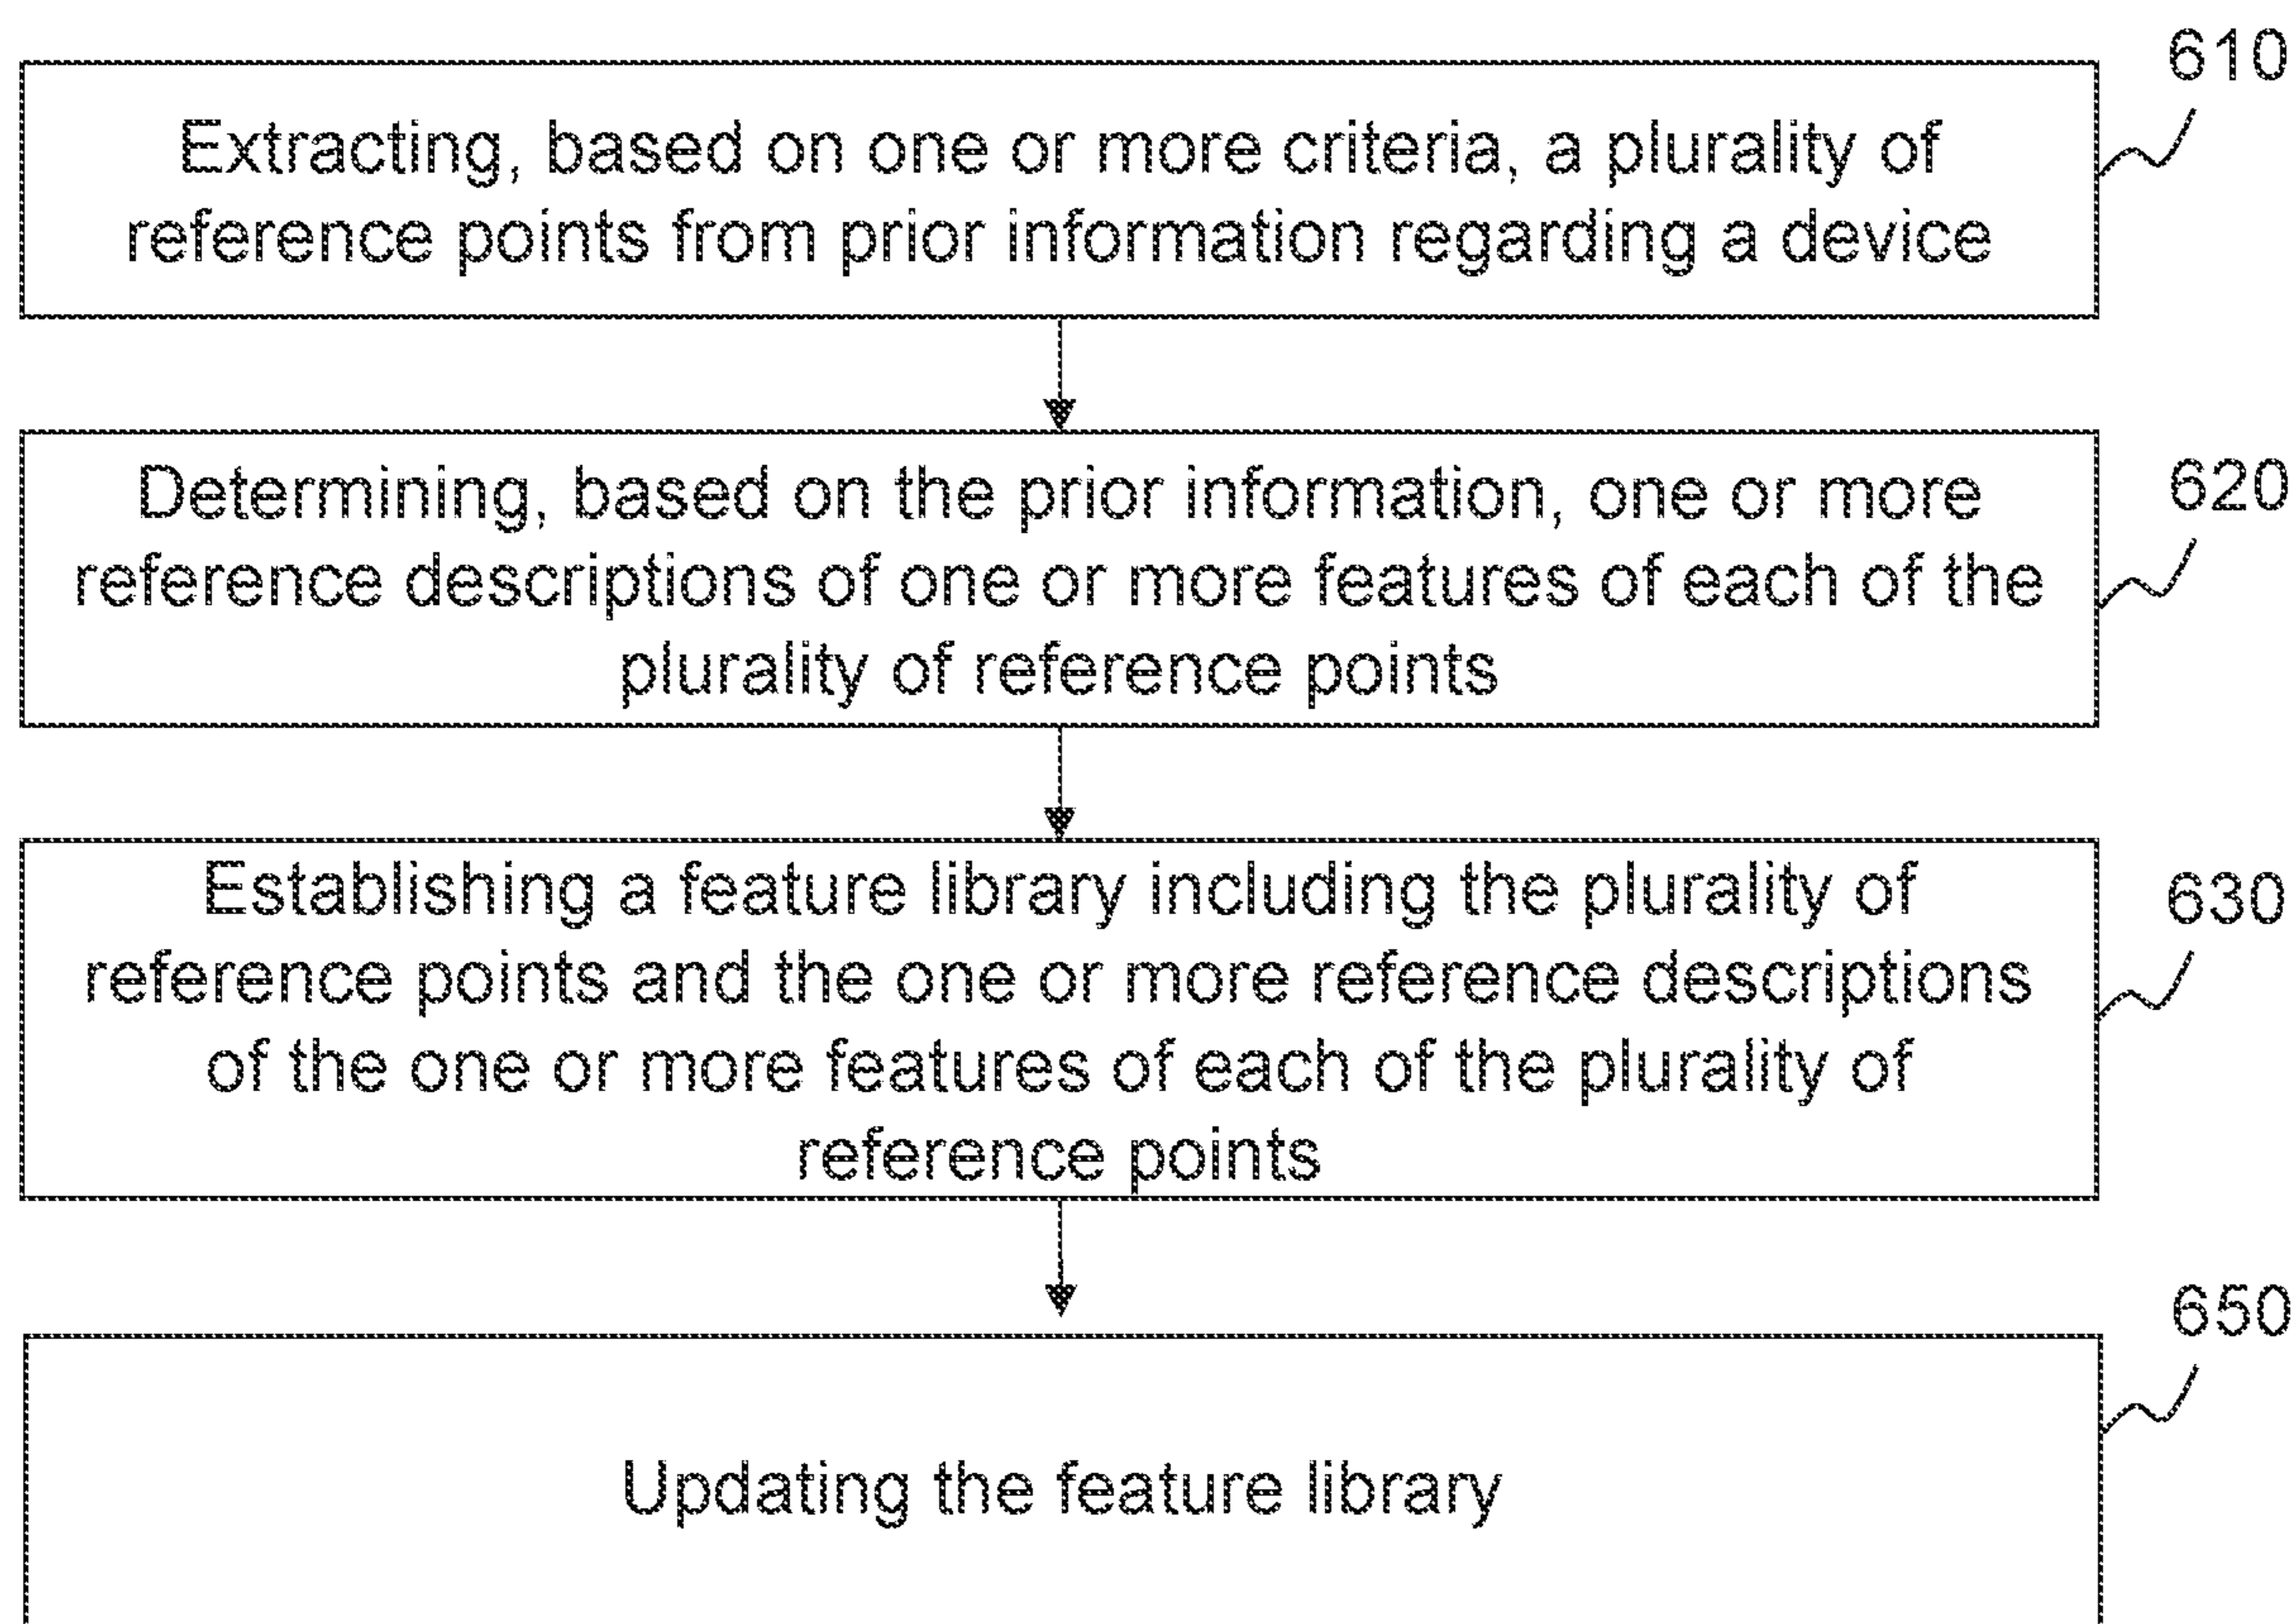 610
Extracting, based on one or more criteria, a plurality of
reference points from prior information regarding a device
620
Determining, based on the prior information, one or more
reference descriptions of one or more features of each of the
plurality of reference points
630
Establishing a feature library including the plurality of
reference points and the one or more reference descriptions
of the one or more features of each of the plurality of
reference points
650
Updating the feature library